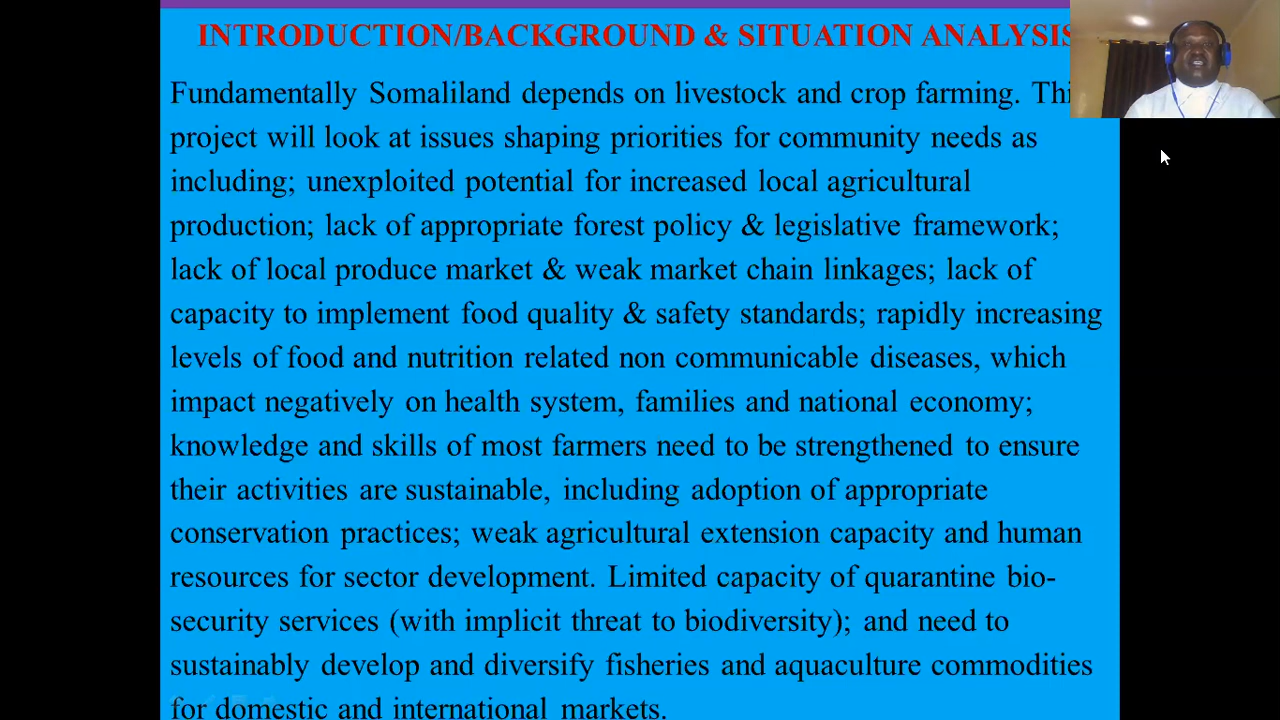 INTRODUCTION/BACKGROUND & SITUATION ANALYSIS
Fundamentally Somaliland depends on livestock and crop farming. Thi
project will look at issues shaping priorities for community needs as
including; unexploited potential for increased local agricultural
production; lack of appropriate forest policy & legislative framework;
lack of local produce market & weak market chain linkages; lack of
capacity to implement food quality & safety standards; rapidly increasing
levels of food and nutrition related non communicable diseases, which
impact negatively on health system, families and national economy;
knowledge and skills of most farmers need to be strengthened to ensure
their activities are sustainable, including adoption of appropriate
conservation practices; weak agricultural extension capacity and human
resources for sector development. Limited capacity of quarantine bio-
security services (with implicit threat to biodiversity); and need to
sustainably develop and diversify fisheries and aquaculture commodities
for domestic and international markets.